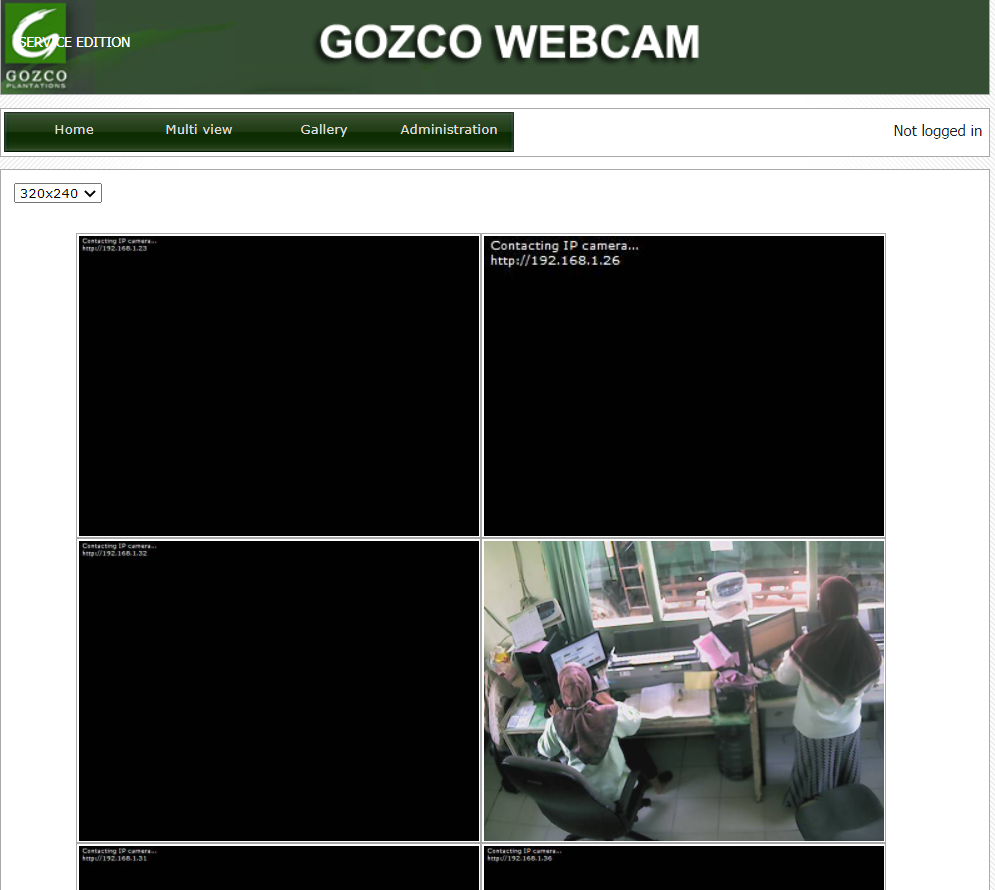 SERVICE EDITION
GOZCO
PLANTATIONS
GOZCO WEBCAM
Home
Multi view
Gallery
Administration
Not logged in
320x240
Contacting IP camera...
http://192.168.1.23
Contacting IP camera...
http://192.168.1.26
Contacting IP camera...
http://192.168.1.32
Contacting IP camera...
http://192.168.1.31
Contacting IP camera...
http://192.168.1.36